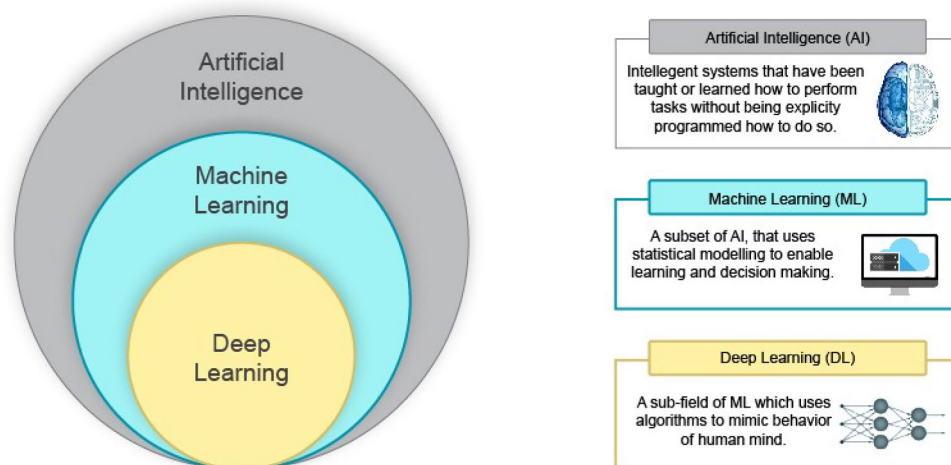 Artificial
Intelligence
Machine
Learning
Deep
Learning
Artificial Intelligence (AI)
Intellegent systems that have been
taught or learned how to perform
tasks without being explicity
programmed how to do so.
Machine Learning (ML)
A subset of AI, that uses
statistical modelling to enable
learning and decision making.
Deep Learning (DL)
A sub-field of ML which uses
algorithms to mimic behavior
of human mind.